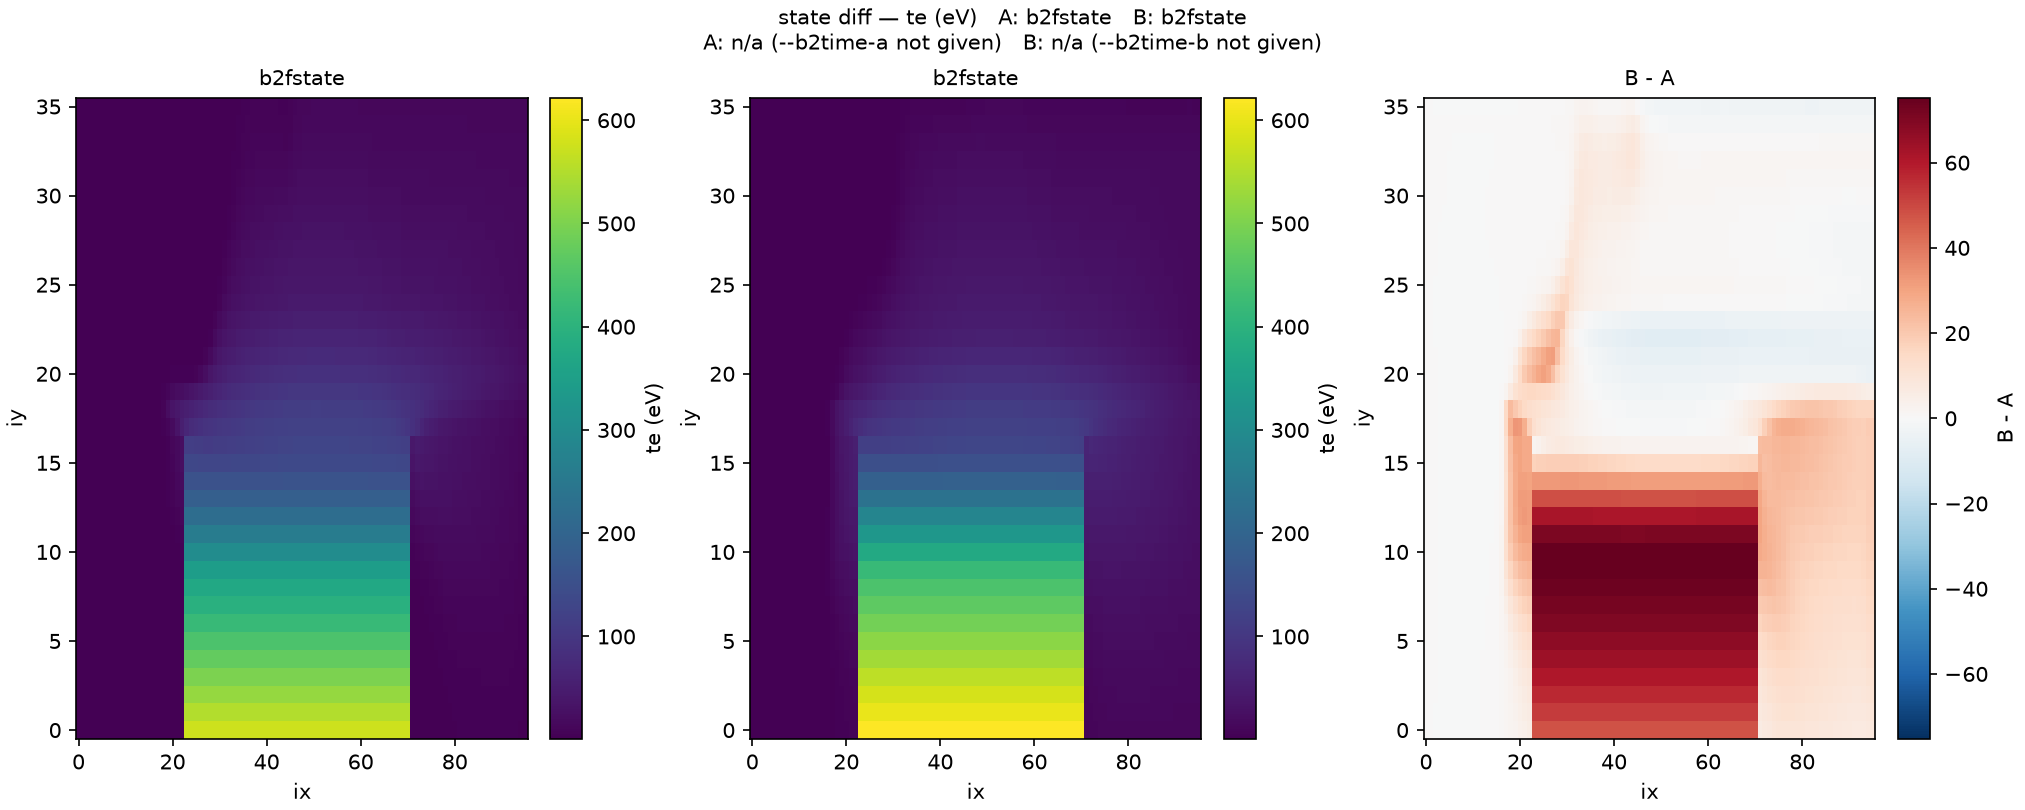 state diff — te (eV)   A: b2fstate   B: b2fstate
A: n/a (--b2time-a not given)   B: n/a (--b2time-b not given)
b2fstate
35
30
25
20
15
10
5
0
iy
0 20 40 60 80
ix
600
500
400
300
200
100
te (eV)
b2fstate
35
30
25
20
15
10
5
0
iy
0 20 40 60 80
ix
600
500
400
300
200
100
te (eV)
B - A
35
30
25
20
15
10
5
0
iy
0 20 40 60 80
ix
60
40
20
0
−20
−40
−60
B - A